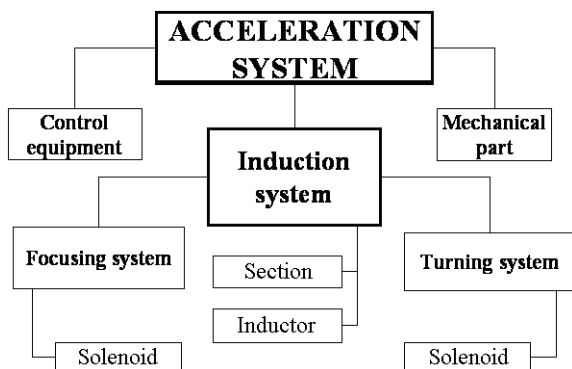 ACCELERATION
SYSTEM
Control
equipment
Mechanical
part
Induction
system
Focusing system
Section
Turning system
Inductor
Solenoid
Solenoid